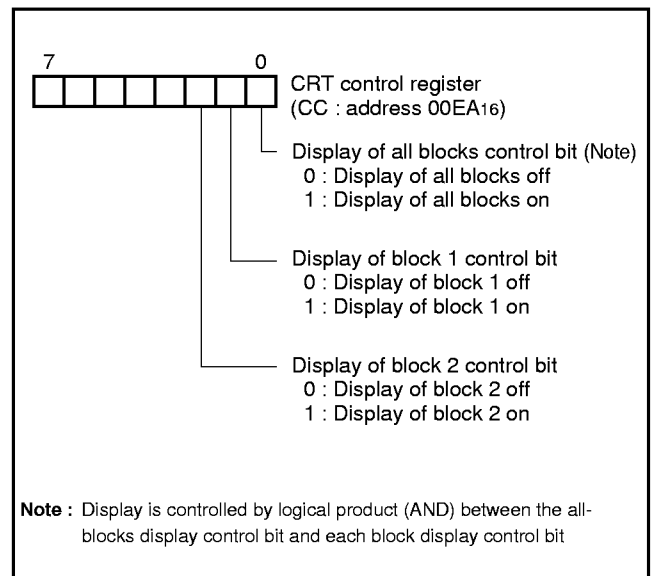 7 0
CRT control register
(CC : address 00EA16)
Display of all blocks control bit (Note)
0 : Display of all blocks off
1 : Display of all blocks on
Display of block 1 control bit
0 : Display of block 1 off
1 : Display of block 1 on
Display of block 2 control bit
0 : Display of block 2 off
1 : Display of block 2 on
Note : Display is controlled by logical product (AND) between the all-
blocks display control bit and each block display control bit